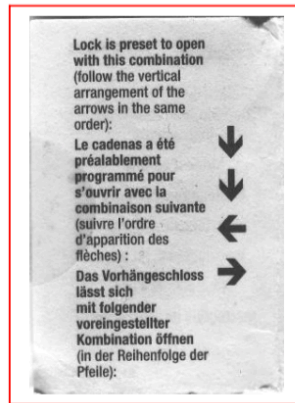 Lock is preset to open
with this combination
(follow the vertical
arrangement of the
arrows in the same
order):
Le cadenas a été
préalablement
programmé pour
s'ouvrir avec la
combinaison suivante
(suivre l'ordre
d'apparition des
flèches) :
Das Vorhängeschloss
lässt sich
mit folgender
voreingestellter
Kombination öffnen
(in der Reihenfolge der
Pfeile):